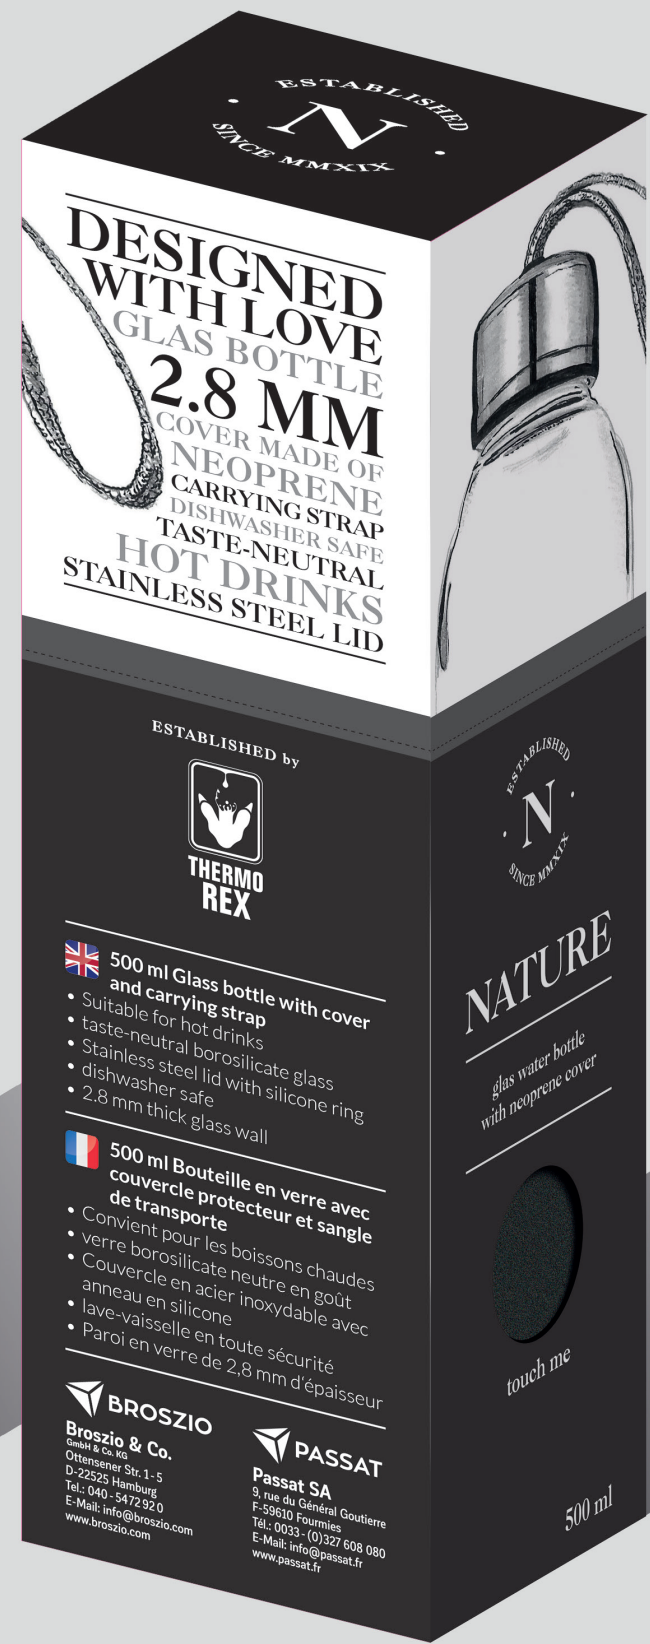 ESTABLISHED
N
SINCE MMXIX
DESIGNED
WITH LOVE
GLAS BOTTLE
2.8 MM
COVER MADE OF
NEOPRENE
CARRYING STRAP
DISHWASHER SAFE
TASTE-NEUTRAL
HOT DRINKS
STAINLESS STEEL LID
ESTABLISHED by
THERMO
REX
500 ml Glass bottle with cover
and carrying strap
• Suitable for hot drinks
• taste-neutral borosilicate glass
• Stainless steel lid with silicone ring
• dishwasher safe
• 2.8 mm thick glass wall
500 ml Bouteille en verre avec
couvercle protecteur et sangle
de transporte
• Convient pour les boissons chaudes
• verre borosilicate neutre en goût
• Couvercle en acier inoxydable avec
anneau en silicone
• lave-vaisselle en toute sécurité
• Paroi en verre de 2,8 mm d'épaisseur
BROSZIO
Broszio & Co.
GmbH & Co. KG
Ottensener Str. 1-5
D-22525 Hamburg
Tel.: 040 - 5472 92 0
E-Mail: info@broszio.com
www.broszio.com
PASSAT
Passat SA
9, rue du Général Goutierre
F-59610 Fourmies
Tél.: 0033 - (0)327 608 080
E-Mail: info@passat.fr
www.passat.fr
ESTABLISHED
N
SINCE MMXIX
NATURE
glas water bottle
with neoprene cover
touch me
500 ml